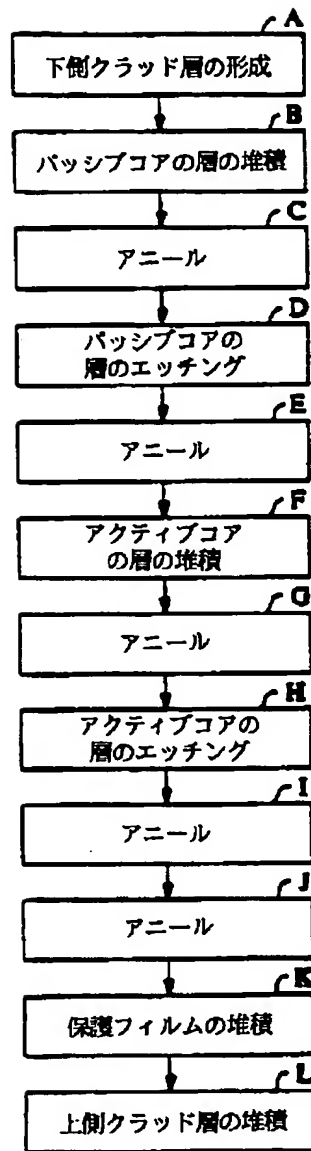 A
下側クラッド層の形成
B
パッシブコアの層の堆積
C
アニール
D
パッシブコアの
層のエッチング
E
アニール
F
アクティブコア
の層の堆積
G
アニール
H
アクティブコアの
層のエッチング
I
アニール
J
アニール
K
保護フィルムの堆積
L
上側クラッド層の堆積